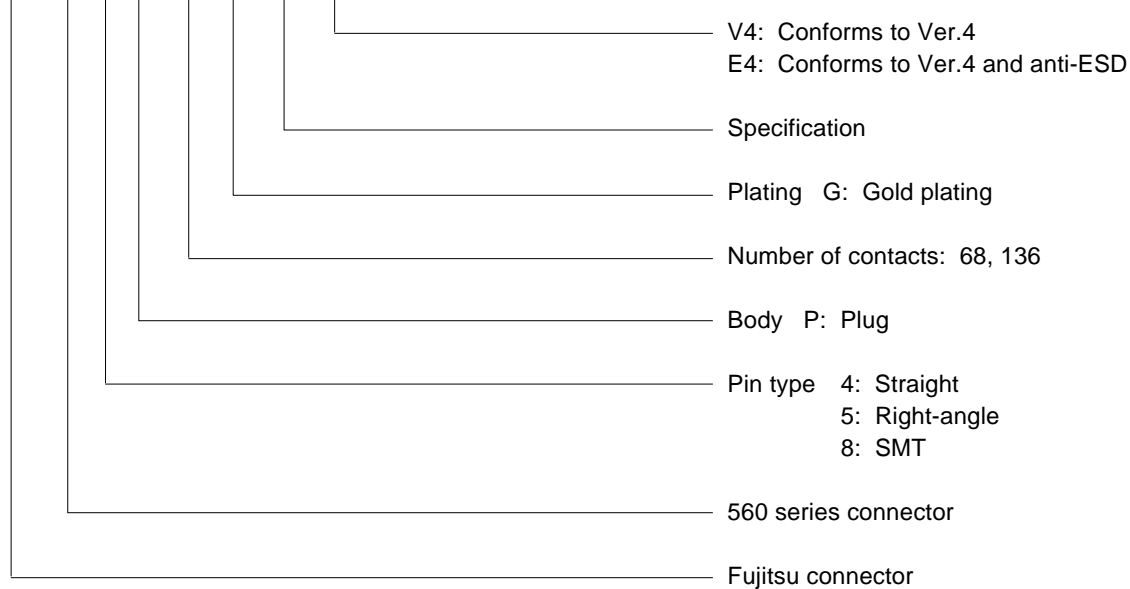 V4: Conforms to Ver.4
E4: Conforms to Ver.4 and anti-ESD
Specification
Plating G: Gold plating
Number of contacts: 68, 136
Body P: Plug
Pin type 4: Straight
5: Right-angle
8: SMT
560 series connector
Fujitsu connector